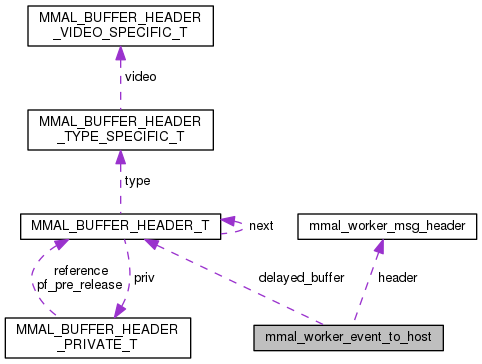 MMAL_BUFFER_HEADER
_VIDEO_SPECIFIC_T
video
MMAL_BUFFER_HEADER
_TYPE_SPECIFIC_T
type
MMAL_BUFFER_HEADER_T
next
mmal_worker_msg_header
reference
pf_pre_release
priv
delayed_buffer
header
MMAL_BUFFER_HEADER
_PRIVATE_T
mmal_worker_event_to_host